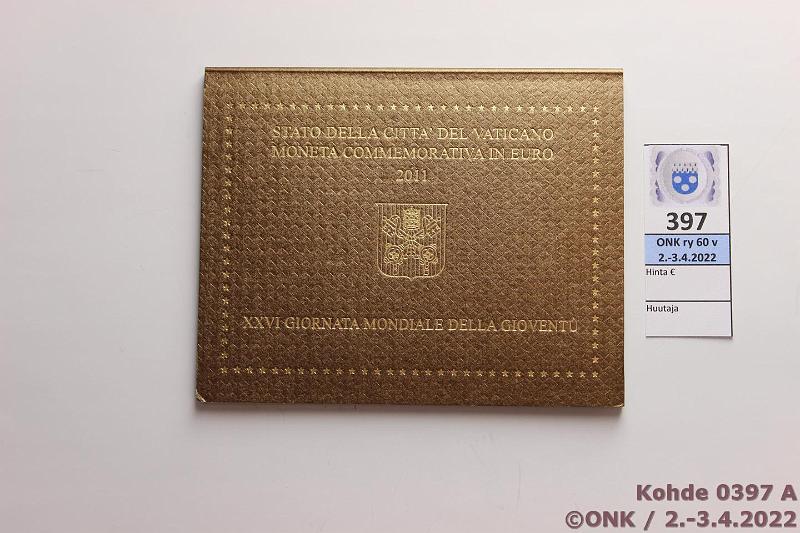 STATO DELLA CITTA' DEL VATICANO
MONETA COMMEMORATIVA IN EURO
2011
XXVI GIORNATA MONDIALE DELLA GIOVENTÙ
397
ONK ry 60 v
2.-3.4.2022
Hinta €
Huutaja
Kohde 0397 A
©ONK / 2.-3.4.2022